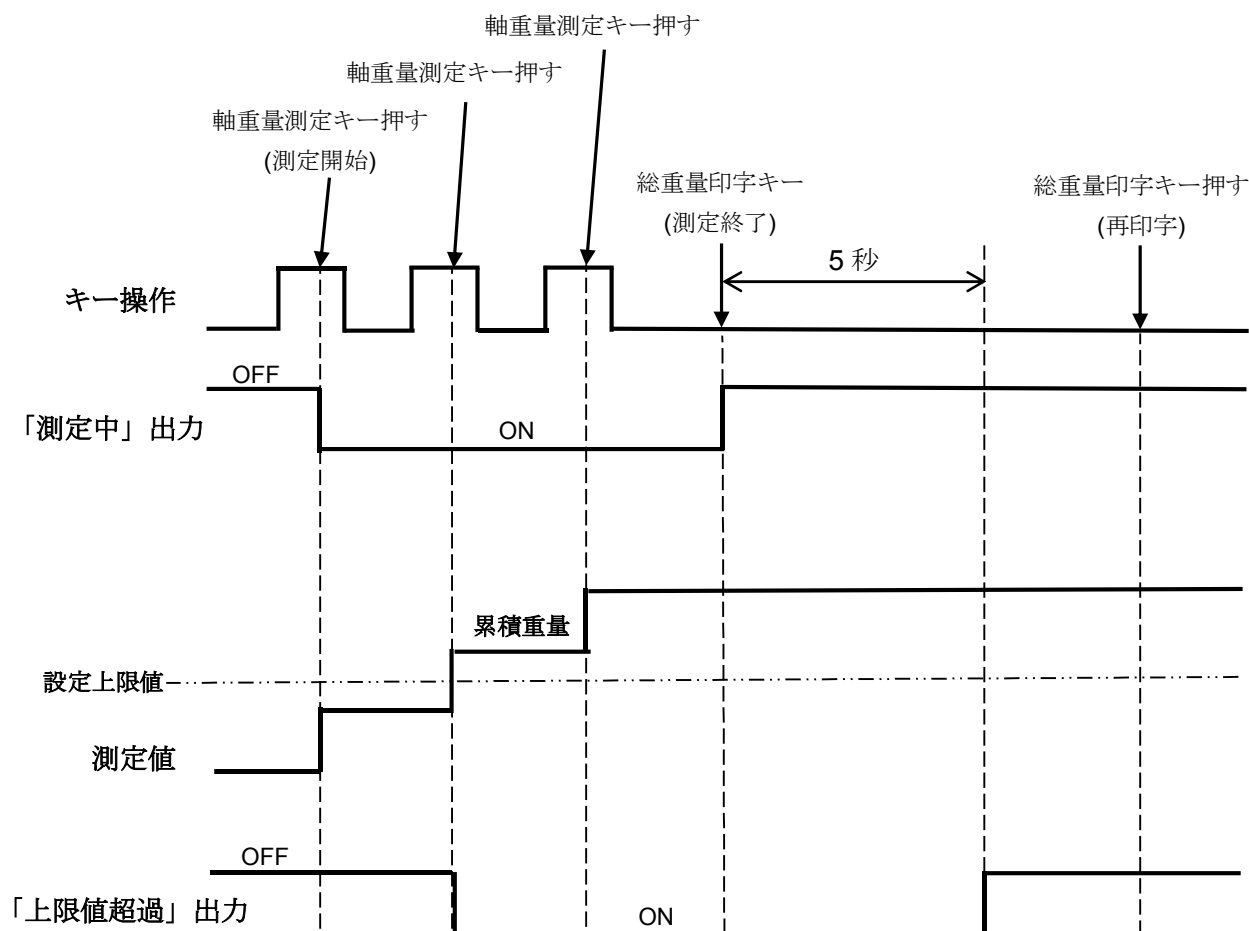 軸重量測定キー押す
軸重量測定キー押す
軸重量測定キー押す
(測定開始)
総重量印字キー
(測定終了)
総重量印字キー押す
(再印字)
5 秒
キー操作
OFF
「測定中」出力
ON
累積重量
設定上限値
測定値
OFF
「上限値超過」出力
ON